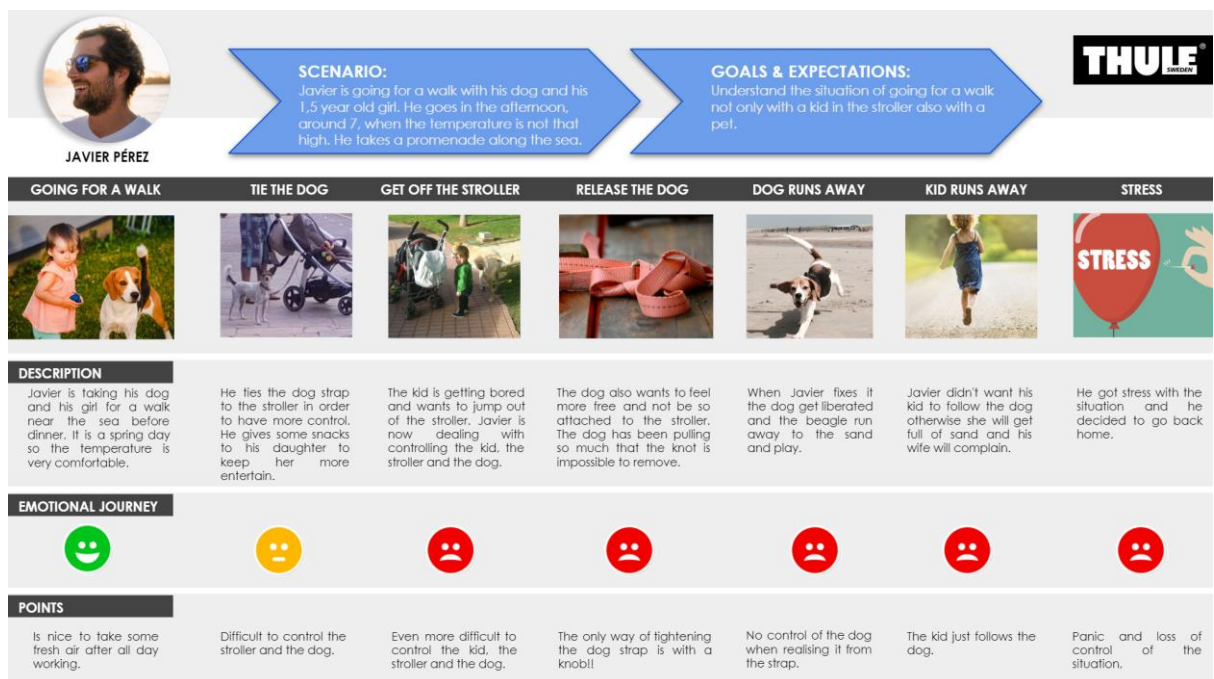 SCENARIO:
Javier is going for a walk with his dog and his
1,5 year old girl. He goes in the afternoon,
around 7, when the temperature is not that
high. He takes a promenade along the sea.
GOALS & EXPECTATIONS:
Understand the situation of going for a walk
not only with a kid in the stroller also with a
pet.
THULE®
SWEDEN
JAVIER PÉREZ
GOING FOR A WALK
TIE THE DOG
GET OFF THE STROLLER
RELEASE THE DOG
DOG RUNS AWAY
KID RUNS AWAY
STRESS
STRESS
DESCRIPTION
Javier is taking his dog
and his girl for a walk
near the sea before
dinner. It is a spring day
so the temperature is
very comfortable.
He ties the dog strap
to the stroller in order
to have more control.
He gives some snacks
to his daughter to
keep her more
entertain.
The kid is getting bored
and wants to jump out
of the stroller. Javier is
now dealing with
controlling the kid, the
stroller and the dog.
The dog also wants to feel
more free and not be so
attached to the stroller.
The dog has been pulling
so much that the knot is
impossible to remove.
When Javier fixes it
the dog get liberated
and the beagle run
away to the sand
and play.
Javier didn't want his
kid to follow the dog
otherwise she will get
full of sand and his
wife will complain.
He got stress with the
situation and he
decided to go back
home.
EMOTIONAL JOURNEY
POINTS
Is nice to take some
fresh air after all day
working.
Difficult to control the
stroller and the dog.
Even more difficult to
control the kid, the
stroller and the dog.
The only way of tightening
the dog strap is with a
knob!!
No control of the dog
when realising it from
the strap.
The kid just follows the
dog.
Panic and loss of
control of the
situation.